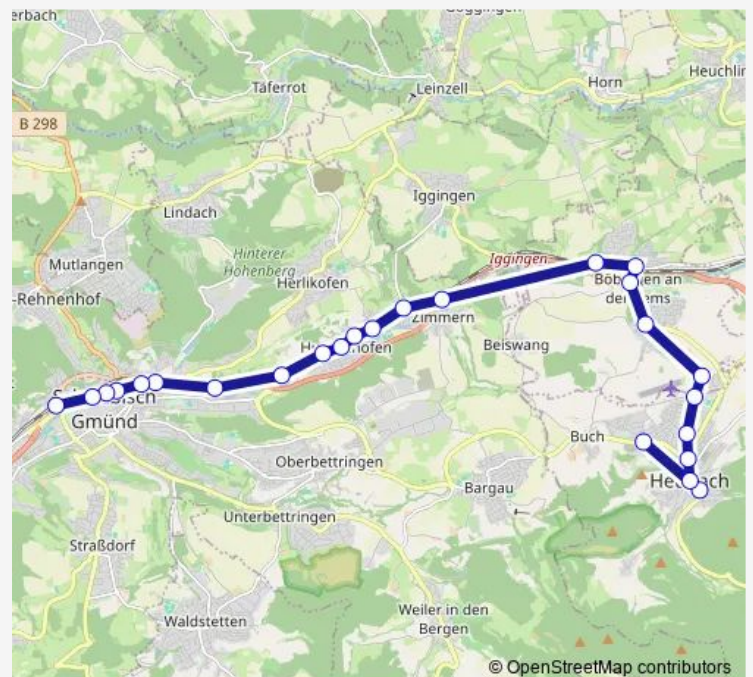 erbach
Göggingen
Täferrot
Leinzell
Horn
Heuchlin
B 298
Lindach
Iggingen
Hinterer
Hohenberg
Iggingen
Mutlangen
Herlikofen
-Rehnenhof
Zimmern
Beiswang
Gmünd
Buch
Oberbettringen
Bargau
Unterbettringen
Straßdorf
Waldstetten
Weiler in den
Bergen
© OpenStreetMap contributors